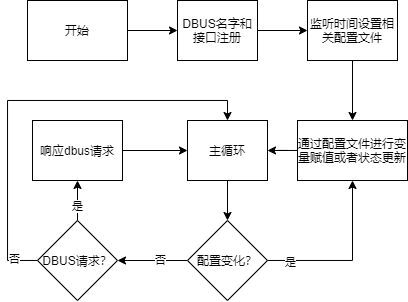 开始
DBUS名字和
接口注册
监听时间设置相
关配置文件
响应dbus请求
主循环
通过配置文件进行变
量赋值或者状态更新
是
否
DBUS请求?
否
配置变化?
是